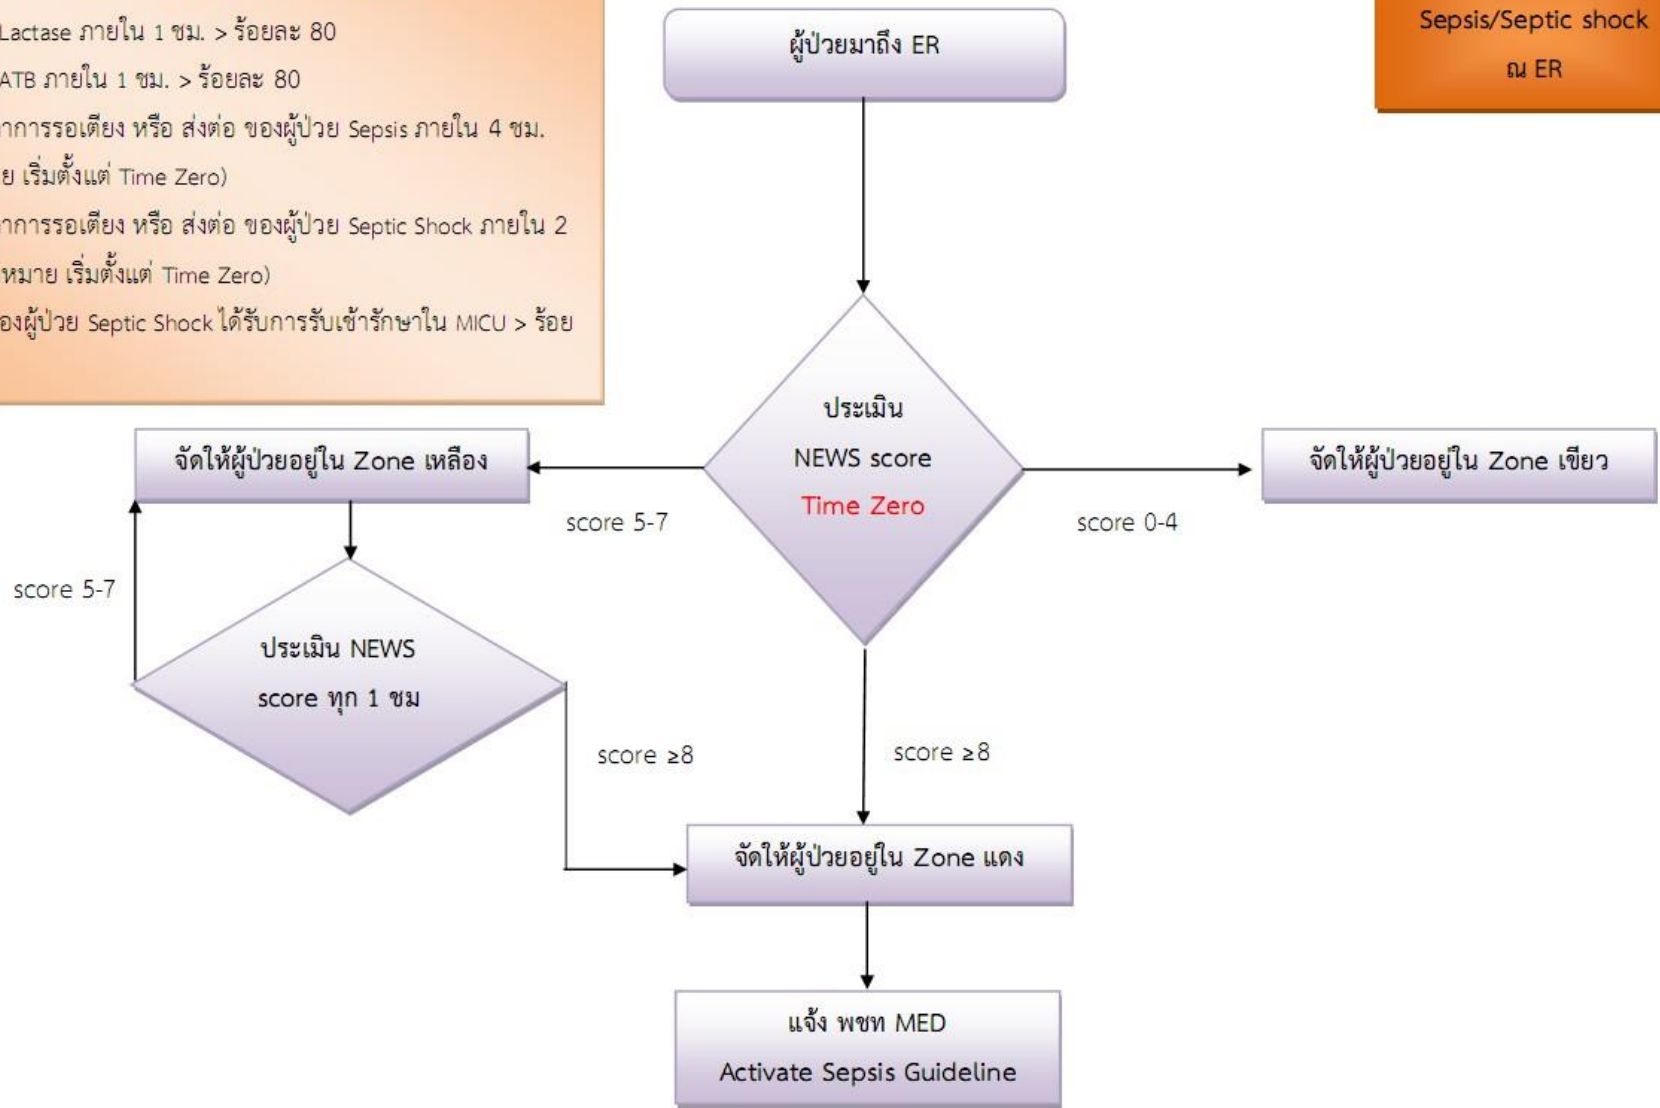 Lactase ภายใน 1 ชม. > ร้อยละ 80
ATB ภายใน 1 ชม. > ร้อยละ 80
การรอเตียง หรือ ส่งต่อ ของผู้ป่วย Sepsis ภายใน 4 ชม.
เริ่มตั้งแต่ Time Zero)
การรอเตียง หรือ ส่งต่อ ของผู้ป่วย Septic Shock ภายใน 2
หมาย เริ่มตั้งแต่ Time Zero)
องผู้ป่วย Septic Shock ได้รับการรับเข้ารักษาใน MICU > ร้อย
ผู้ป่วยมาถึง ER
Sepsis/Septic shock
ณ ER
ประเมิน
NEWS score
Time Zero
จัดให้ผู้ป่วยอยู่ใน Zone เหลือง
จัดให้ผู้ป่วยอยู่ใน Zone เขียว
score 5-7
score 0-4
score 5-7
ประเมิน NEWS
score ทุก 1 ชม
score ≥8
score ≥8
จัดให้ผู้ป่วยอยู่ใน Zone แดง
แจ้ง พชท MED
Activate Sepsis Guideline